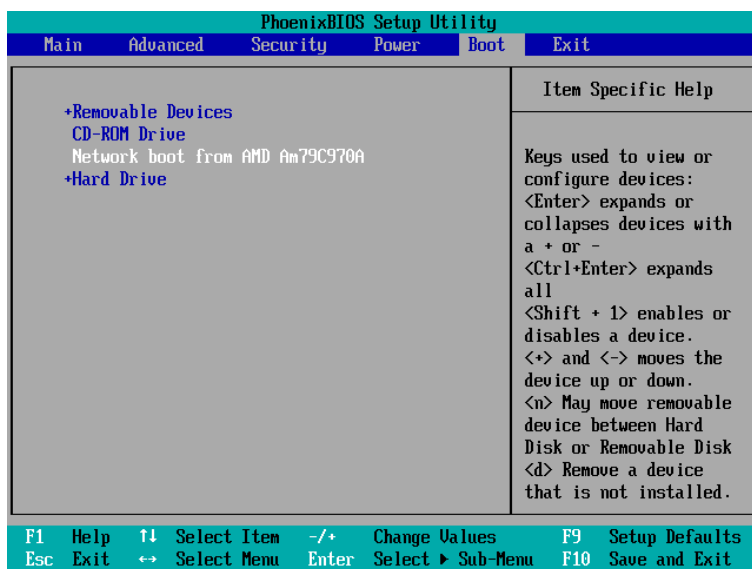 PhoenixBIOS Setup Utility
Main Advanced Security Power Boot Exit
+Removable Devices
CD-ROM Drive
Network boot from AMD Am79C970A
+Hard Drive
Item Specific Help
Keys used to view or
configure devices:
<Enter> expands or
collapses devices with
a + or -
<Ctrl+Enter> expands
all
<Shift + 1> enables or
disables a device.
<+> and <-> moves the
device up or down.
<n> May move removable
device between Hard
Disk or Removable Disk
<d> Remove a device
that is not installed.
F1 Help ↑↓ Select Item -/+ Change Values F9 Setup Defaults
Esc Exit ↔ Select Menu Enter Select ▶ Sub-Menu F10 Save and Exit